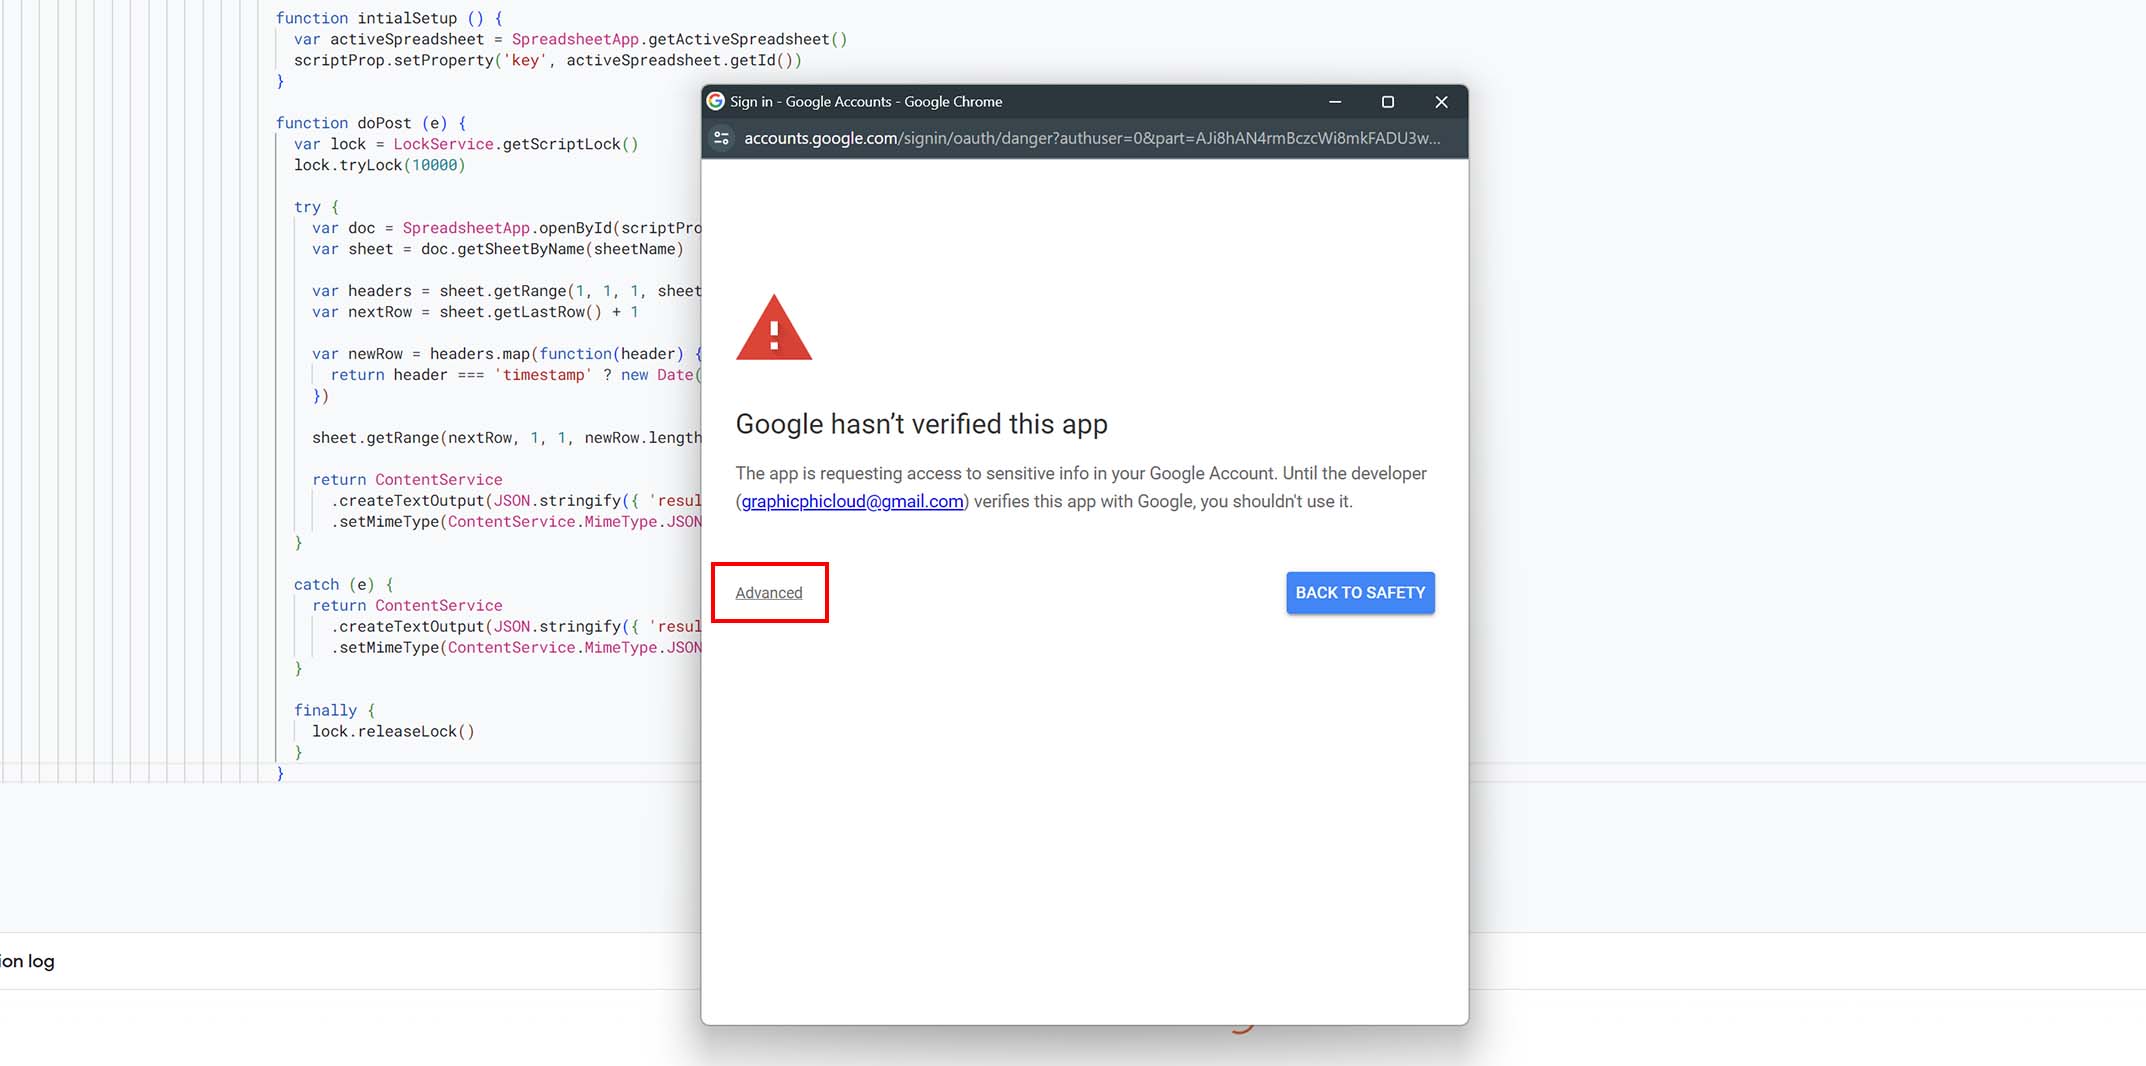 function intialSetup () {
var activeSpreadsheet = SpreadsheetApp.getActiveSpreadsheet()
scriptProp.setProperty('key', activeSpreadsheet.getId())
}
function doPost (e) {
var lock = LockService.getScriptLock()
lock.tryLock(10000)
try {
var doc = SpreadsheetApp.openById(scriptPro
var sheet = doc.getSheetByName(sheetName)
var headers = sheet.getRange(1, 1, 1, sheet
var nextRow = sheet.getLastRow() + 1
var newRow = headers.map(function(header) {
return header === 'timestamp' ? new Date(
})
sheet.getRange(nextRow, 1, 1, newRow.length
return ContentService
.createTextOutput(JSON.stringify({ 'resul
.setMimeType(ContentService.MimeType.JSON
}
catch (e) {
return ContentService
.createTextOutput(JSON.stringify({ 'resul
.setMimeType(ContentService.MimeType.JSON
}
finally {
lock.releaseLock()
}
}
ion log
Sign in - Google Accounts - Google Chrome
accounts.google.com/signin/oauth/danger?authuser=0&part=AJi8hAN4rmBczcWi8mkFADU3w...
Google hasn’t verified this app
The app is requesting access to sensitive info in your Google Account. Until the developer
(graphicphicloud@gmail.com) verifies this app with Google, you shouldn't use it.
Advanced
BACK TO SAFETY